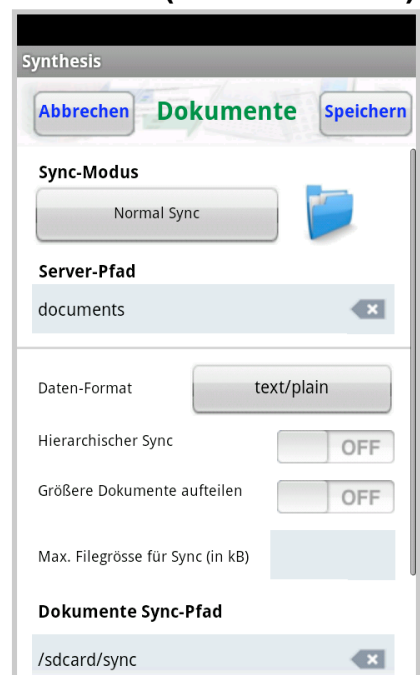 Synthesis
Abbrechen Dokumente Speichern
Sync-Modus
Normal Sync
Server-Pfad
documents
Daten-Format text/plain
Hierarchischer Sync OFF
Größere Dokumente aufteilen OFF
Max. Filegrösse für Sync (in kB)
Dokumente Sync-Pfad
/sdcard/sync